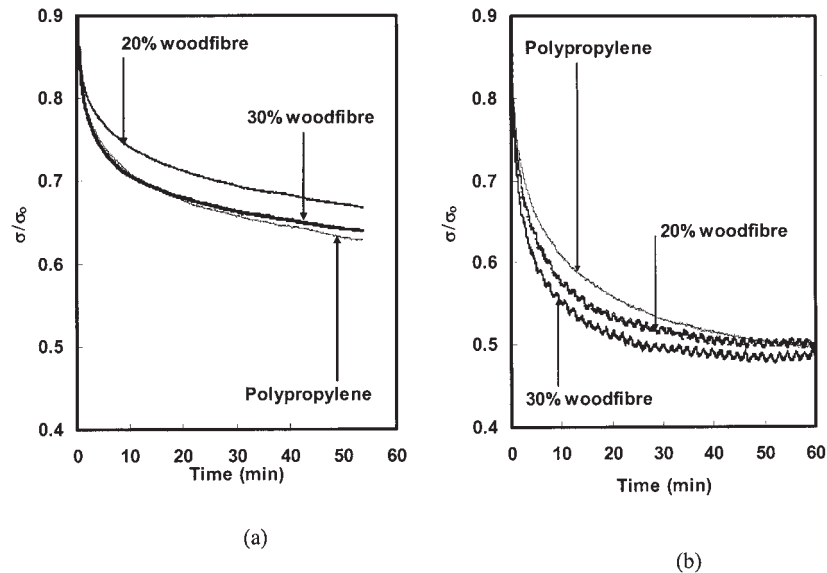 0.9
0.8
0.7
0.6
0.5
0.4
σ/σₒ
20% woodfibre
30% woodfibre
Polypropylene
0 10 20 30 40 50 60
Time (min)
(a)
0.9
0.8
0.7
0.6
0.5
0.4
σ/σₒ
Polypropylene
20% woodfibre
30% woodfibre
0 10 20 30 40 50 60
Time (min)
(b)